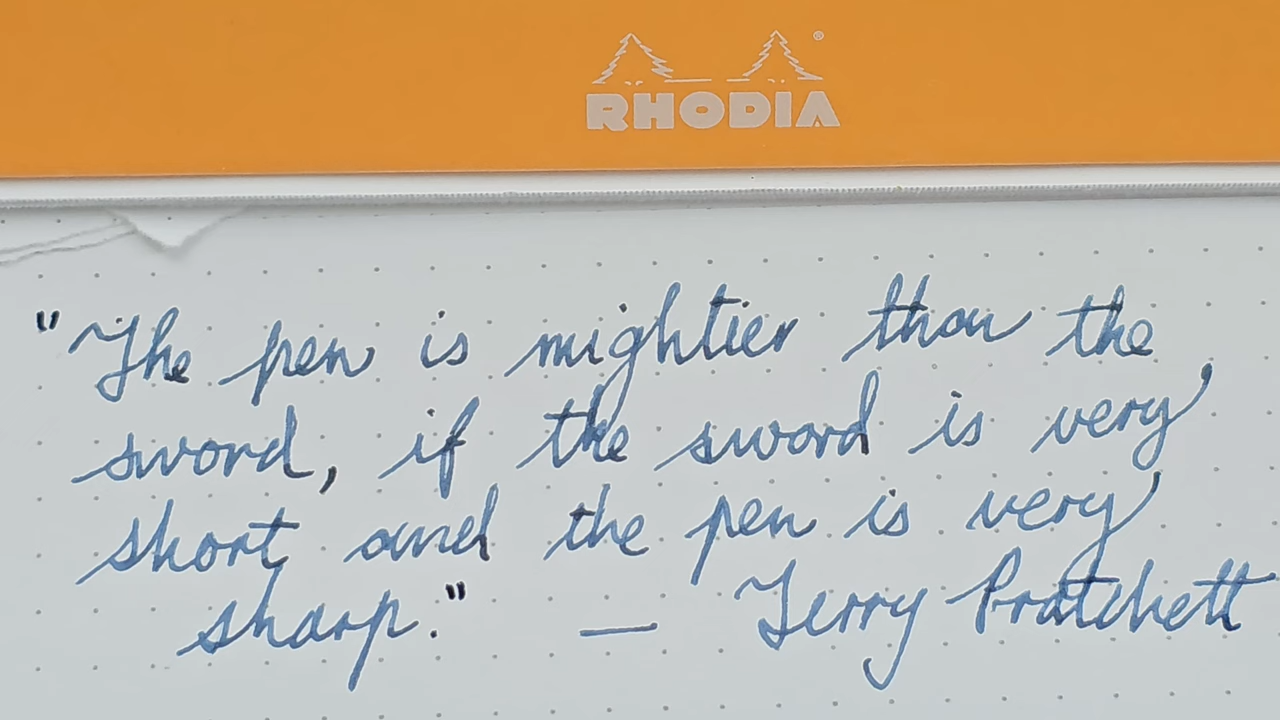 RHODIA®
"The pen is mightier than the
sword, if the sword is very
short and the pen is very
sharp." — Terry Pratchett